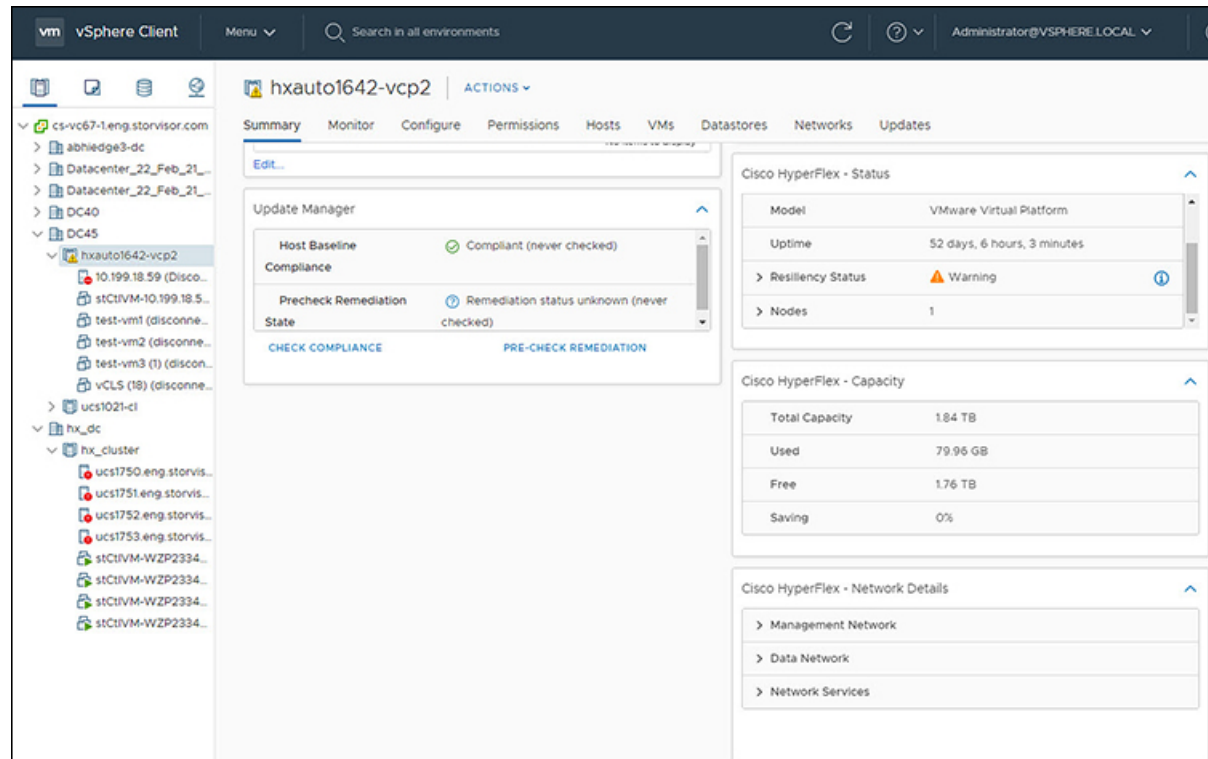 vm vSphere Client Menu Search in all environments Administrator@VSPHERE.LOCAL
hxauto1642-vcp2 ACTIONS
Summary Monitor Configure Permissions Hosts VMs Datastores Networks Updates
cs-vc67-1.eng.storvisor.com
abhiedge3-dc
Datacenter_22_Feb_21_...
Datacenter_22_Feb_21_...
DC40
DC45
hxauto1642-vcp2
10.199.18.59 (Disco...
stCtlVM-10.199.18.5...
test-vm1 (disconne...
test-vm2 (disconne...
test-vm3 (1) (discon...
vCLS (18) (disconne...
ucs1021-cl
hx_dc
hx_cluster
ucs1750.eng.storvis...
ucs1751.eng.storvis...
ucs1752.eng.storvis...
ucs1753.eng.storvis...
stCtlVM-WZP2334...
stCtlVM-WZP2334...
stCtlVM-WZP2334...
stCtlVM-WZP2334...
No items to display
Edit...
Update Manager
Host Baseline Compliant (never checked)
Compliance
Precheck Remediation Remediation status unknown (never
State checked)
CHECK COMPLIANCE PRE-CHECK REMEDIATION
Cisco HyperFlex - Status
Model VMware Virtual Platform
Uptime 52 days, 6 hours, 3 minutes
Resiliency Status Warning
Nodes 1
Cisco HyperFlex - Capacity
Total Capacity 1.84 TB
Used 79.96 GB
Free 1.76 TB
Saving 0%
Cisco HyperFlex - Network Details
Management Network
Data Network
Network Services